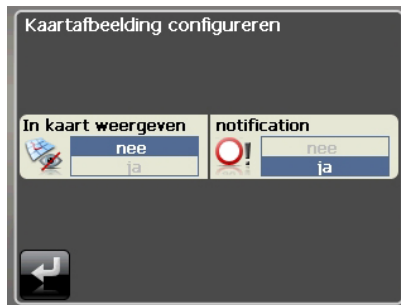 Kaartafbeelding configureren
In kaart weergeven
nee
ja
notification
nee
ja